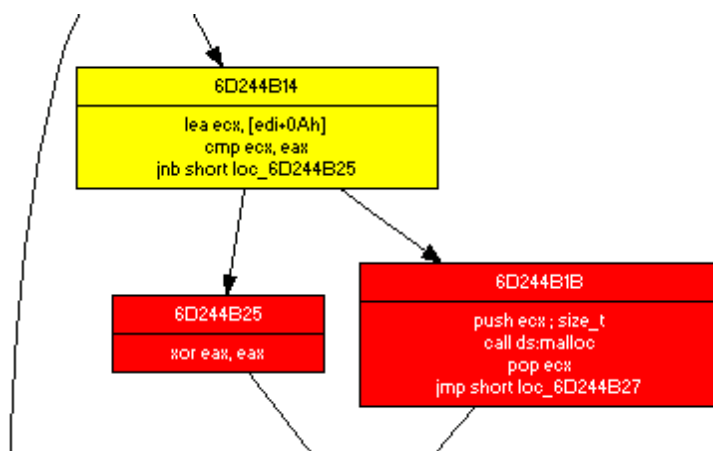 6D244B14
lea ecx, [edi+0Ah]
cmp ecx, eax
jnb short loc_6D244B25
6D244B25
xor eax, eax
6D244B1B
push ecx ; size_t
call ds:malloc
pop ecx
jmp short loc_6D244B27